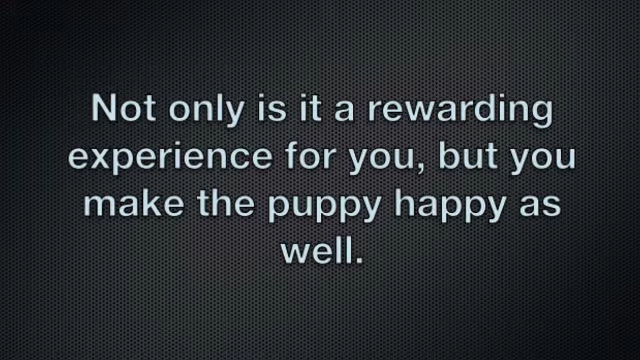 Not only is it a rewarding
experience for you, but you
make the puppy happy as
well.